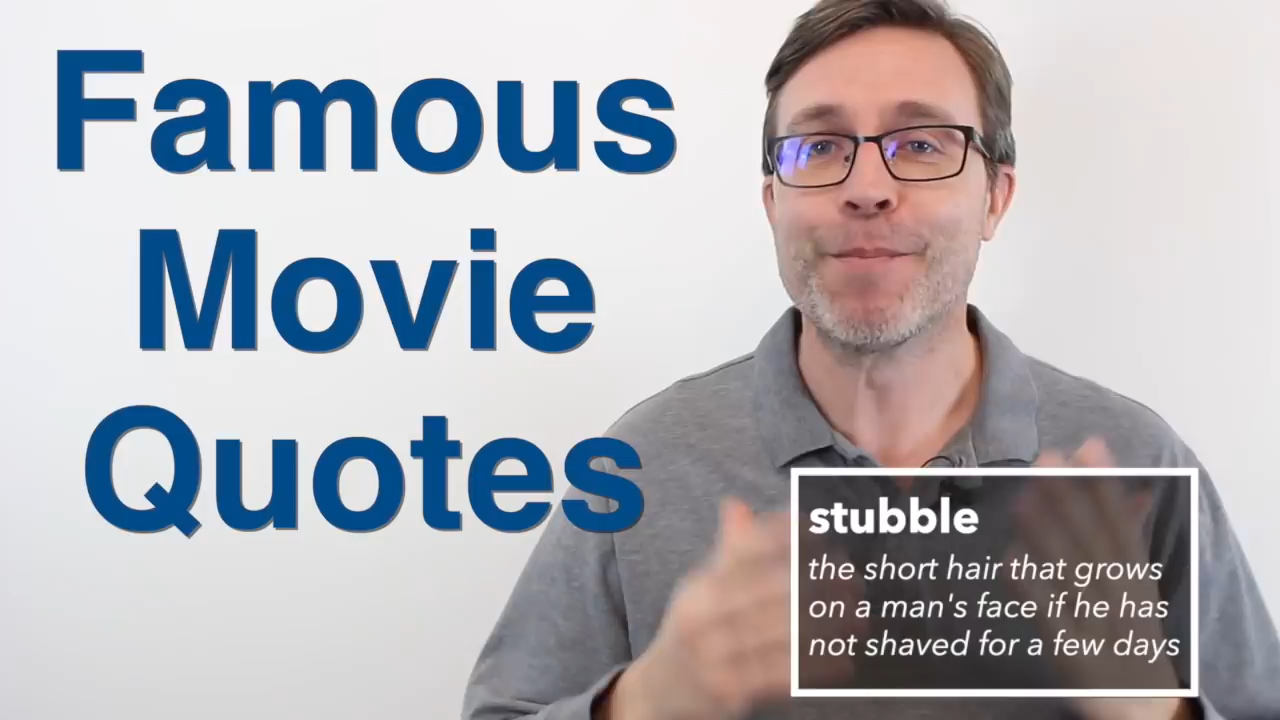 Famous
Movie
Quotes
stubble
the short hair that grows
on a man's face if he has
not shaved for a few days